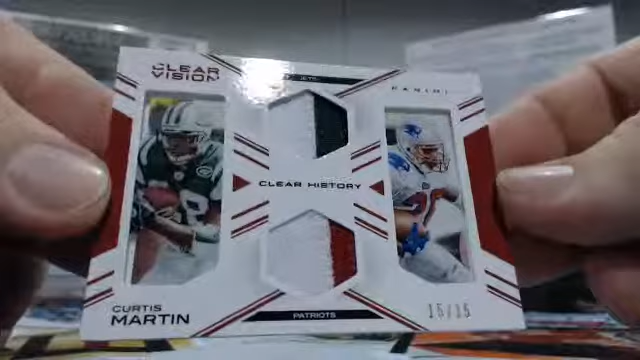 CLEAR
VISION
JETS
PANINI
CLEAR HISTORY
CURTIS
MARTIN
PATRIOTS
15/15